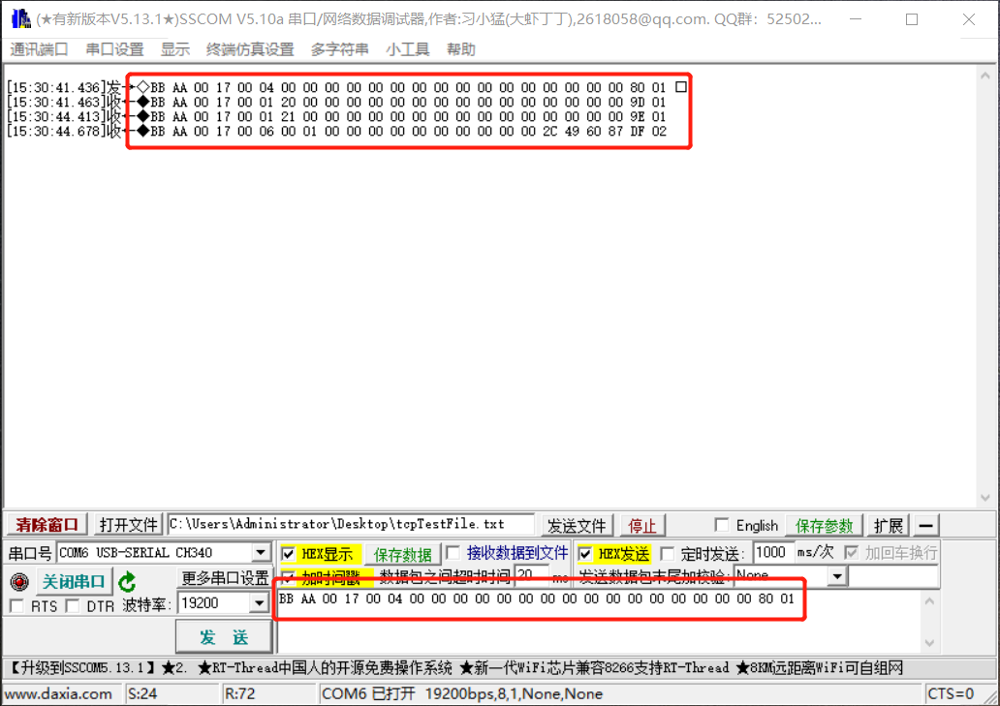 (★有新版本V5.13.1★)SSCOM V5.10a 串口/网络数据调试器,作者:习小猛(大虾丁丁),2618058@qq.com. QQ群: 52502...
通讯端口 串口设置 显示 终端仿真设置 多字符串 小工具 帮助
[15:30:41.436]发→◇BB AA 00 17 00 04 00 00 00 00 00 00 00 00 00 00 00 00 00 00 00 00 80 01 □
[15:30:41.463]收←◆BB AA 00 17 00 01 20 00 00 00 00 00 00 00 00 00 00 00 00 00 00 00 9D 01
[15:30:44.413]收←◆BB AA 00 17 00 01 21 00 00 00 00 00 00 00 00 00 00 00 00 00 00 00 9E 01
[15:30:44.678]收←◆BB AA 00 17 00 06 00 01 00 00 00 00 00 00 00 00 00 00 2C 49 60 87 DF 02
清除窗口 打开文件 C:\Users\Administrator\Desktop\tcpTestFile.txt 发送文件 停止 English 保存参数 扩展 —
串口号 COM6 USB-SERIAL CH340 HEX显示 保存数据 接收数据到文件 HEX发送 定时发送: 1000 ms/次 加回车换行
关闭串口 更多串口设置 加时间戳 数据包之间超时时间 20 ms 发送数据包末尾加校验: None
RTS DTR 波特率: 19200 BB AA 00 17 00 04 00 00 00 00 00 00 00 00 00 00 00 00 00 00 00 00 80 01
发 送
【升级到SSCOM5.13.1】★2. ★RT-Thread中国人的开源免费操作系统 ★新一代WiFi芯片兼容8266支持RT-Thread ★8KM远距离WiFi可自组网
www.daxia.com S:24 R:72 COM6 已打开 19200bps,8,1,None,None CTS=0